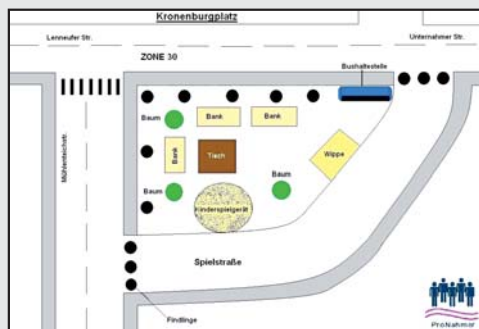 Kronenburgplatz
Lenneufer Str.
Unternahmer Str.
ZONE 30
Bushaltestelle
Baum
Bank
Bank
Mühlenteichstr.
Bank
Tisch
Wippe
Baum
Baum
Kinderspielgerät
Spielstraße
Findlinge
ProNahmer